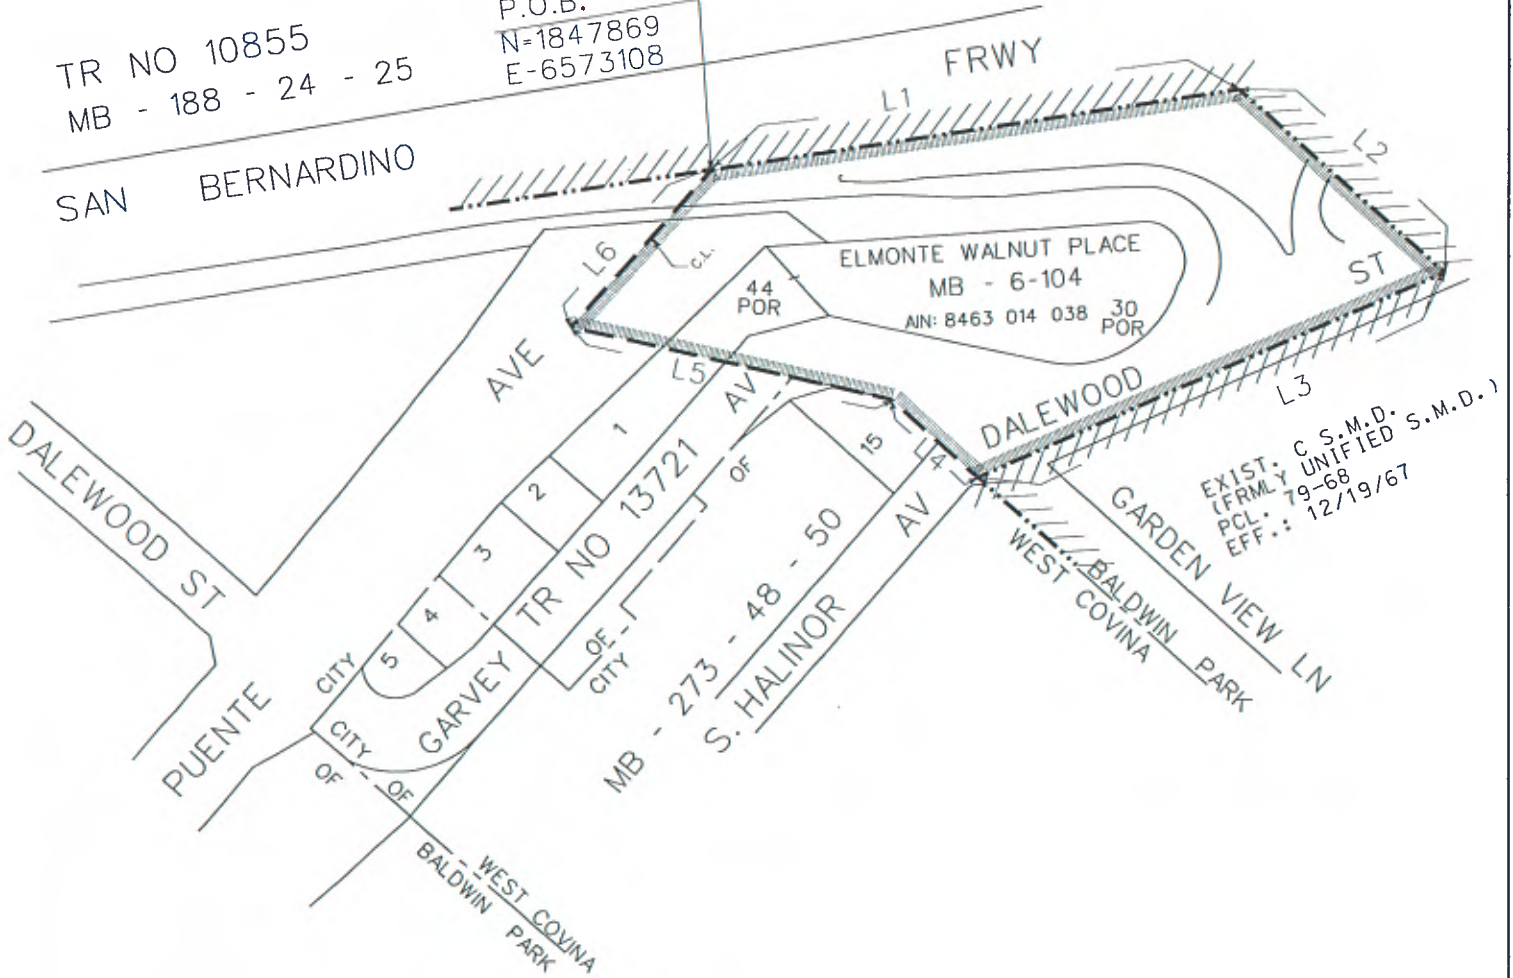 P.O.B.
N=1847869
E-6573108
TR NO 10855
MB - 188 - 24 - 25
FRWY
SAN BERNARDINO
L1
L2
L6
C.L.
ELMONTE WALNUT PLACE
MB - 6-104
AIN: 8463 014 038
30
POR
44
POR
ST
AVE
L5
AV
DALEWOOD
L3
EXIST. C S.M.D.
(FRMLY UNIFIED S.M.D.)
PCL. 79-68
EFF.: 12/19/67
DALEWOOD ST
1
2
3
4
5
15
L4
OF
TR NO 13721
MB - 273 - 48 - 50
AV
S. HALINOR
GARDEN VIEW LN
WEST COVINA
BALDWIN PARK
CITY
OF
CITY
GARVEY
PUENTE
CITY
OF
OF
WEST COVINA
BALDWIN PARK